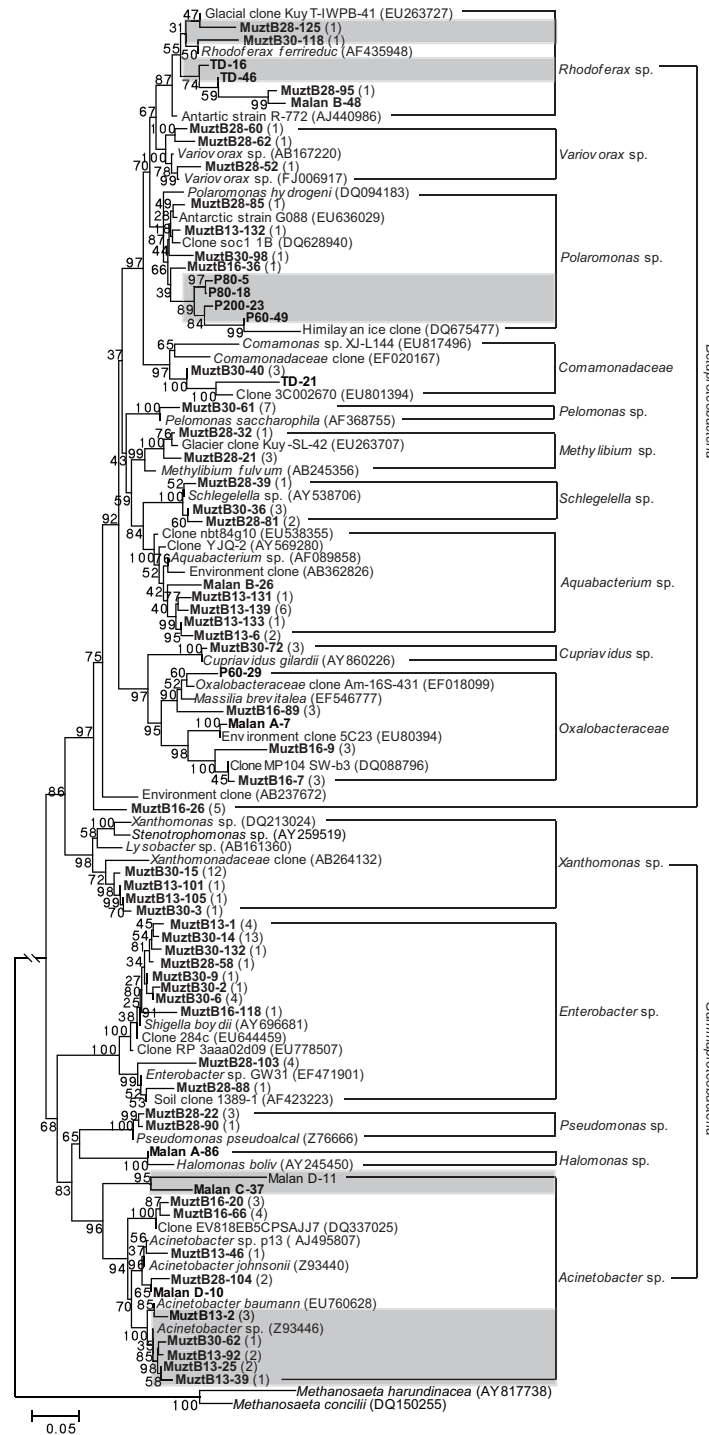 47 Glacial clone Kuy T-IWPB-41 (EU263727)
31 MuztB28-125 (1)
MuztB30-118 (1)
55 50 Rhodoferax ferrireduc (AF435948)
TD-16
Rhodoferax sp.
74 TD-46
87 59 MuztB28-95 (1)
99 Malan B-48
67 Antartic strain R-772 (AJ440986)
100 MuztB28-60 (1)
MuztB28-62 (1)
100 Variovorax sp. (AB167220)
Variovorax sp.
70 78 MuztB28-52 (1)
99 Variovorax sp. (FJ006917)
Polaromonas hydrogeni (DQ094183)
49 MuztB28-85 (1)
28 Antarctic strain G088 (EU636029)
18 MuztB13-132 (1)
87 Clone soc1_1B (DQ628940)
44 MuztB30-98 (1)
Polaromonas sp.
97 66 MuztB16-36 (1)
97 P80-5
39 P80-18
89 P200-23
84 P60-49
99 Himilayan ice clone (DQ675477)
65 Comamonas sp. XJ-L144 (EU817496)
37 Comamonadaceae clone (EF020167)
97 MuztB30-40 (3)
Comamonadaceae
100 TD-21
100 Clone 3C002670 (EU801394)
100 MuztB30-61 (7)
Pelomonas sp.
Pelomonas saccharophila (AF368755)
76 MuztB28-32 (1)
100 Glacier clone Kuy-SL-42 (EU263707)
Methylibium sp.
43 99 MuztB28-21 (3)
Methylibium fulvum (AB245356)
52 MuztB28-39 (1)
59 100 Schlegelella sp. (AY538706)
Schlegelella sp.
MuztB30-36 (3)
92 60 MuztB28-81 (2)
84 Clone nbt84g10 (EU538355)
Clone YJQ-2 (AY569280)
100 76 Aquabacterium sp. (AF089858)
52 Environment clone (AB362826)
Aquabacterium sp.
42 Malan B-26
77 MuztB13-131 (1)
40 MuztB13-139 (6)
99 MuztB13-133 (1)
95 MuztB13-6 (2)
100 MuztB30-72 (3)
Cupriavidus sp.
75 Cupriavidus gilardii (AY860226)
60 P60-29
52 Oxalobacteraceae clone Am-16S-431 (EF018099)
97 90 Massilia brevitalea (EF546777)
MuztB16-89 (3)
95 100 Malan A-7
Oxalobacteraceae
97 Environment clone 5C23 (EU80394)
98 MuztB16-9 (3)
100 Clone MP104 SW-b3 (DQ088796)
45 MuztB16-7 (3)
86 Environment clone (AB237672)
MuztB16-26 (5)
Xanthomonas sp. (DQ213024)
58 Stenotrophomonas sp. (AY259519)
Lysobacter sp. (AB161360)
98 Xanthomonadaceae clone (AB264132)
Xanthomonas sp.
72 MuztB30-15 (12)
98 MuztB13-101 (1)
99 MuztB13-105 (1)
70 MuztB30-3 (1)
45 MuztB13-1 (4)
54 MuztB30-14 (13)
81 MuztB30-132 (1)
34 MuztB28-58 (1)
27 MuztB30-9 (1)
80 MuztB30-2 (1)
25 MuztB30-6 (4)
38 91 MuztB16-118 (1)
Enterobacter sp.
Shigella boydii (AY696681)
100 Clone 284c (EU644459)
100 Clone RP_3aaa02d09 (EU778507)
MuztB28-103 (4)
99 Enterobacter sp. GW31 (EF471901)
52 MuztB28-88 (1)
53 Soil clone 1389-1 (AF423223)
99 MuztB28-22 (3)
68 100 MuztB28-90 (1)
Pseudomonas sp.
65 Pseudomonas pseudoalcal (Z76666)
Malan A-86
Halomonas sp.
100 Halomonas boliv (AY245450)
83 95 Malan D-11
Malan C-37
87 MuztB16-20 (3)
96 100 MuztB16-66 (4)
Clone EV818EB5CPSAJJ7 (DQ337025)
56 Acinetobacter sp. p13 ( AJ495807)
37 MuztB13-46 (1)
94 Acinetobacter johnsonii (Z93440)
Acinetobacter sp.
MuztB28-104 (2)
65 Malan D-10
70 85 Acinetobacter baumann (EU760628)
MuztB13-2 (3)
100 Acinetobacter sp. (Z93446)
MuztB30-62 (1)
85 MuztB13-92 (2)
98 MuztB13-25 (2)
58 MuztB13-39 (1)
Methanosaeta harundinacea (AY817738)
100 Methanosaeta concilii (DQ150255)
0.05